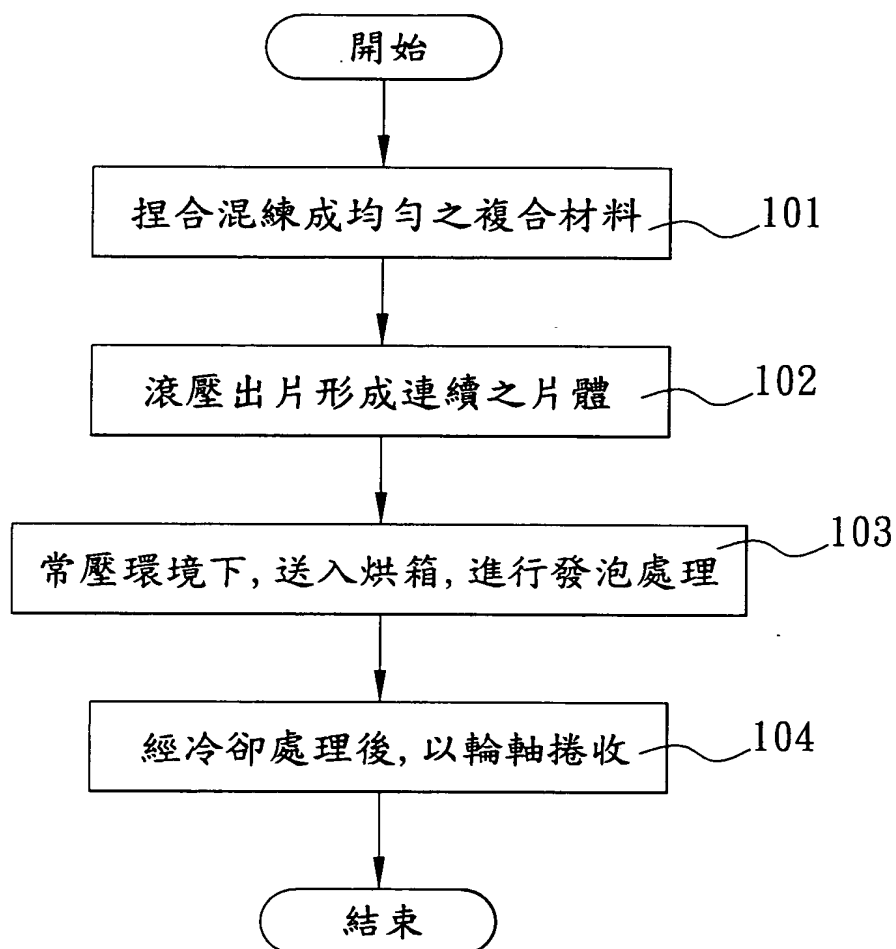 開始
捏合混練成均勻之複合材料
101
滾壓出片形成連續之片體
102
常壓環境下,送入烘箱,進行發泡處理
103
經冷卻處理後,以輪軸捲收
104
結束